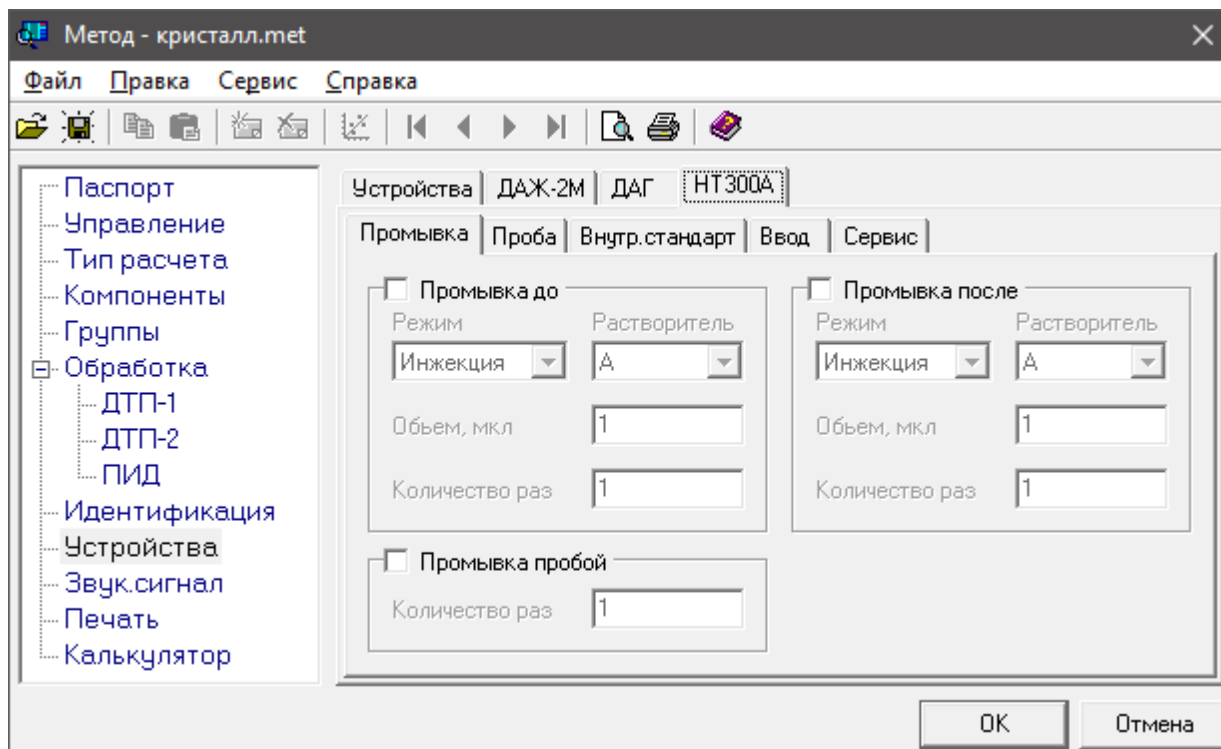 Метод - кристалл.met
Файл Правка Сервис Справка
Паспорт
Управление
Тип расчета
Компоненты
Группы
Обработка
ДТП-1
ДТП-2
ПИД
Идентификация
Устройства
Звук.сигнал
Печать
Калькулятор
Устройства ДАЖ-2М ДАГ HT300A
Промывка Проба Внутр.стандарт Ввод Сервис
Промывка до
Режим Растворитель
Инжекция А
Обьем, мкл 1
Количество раз 1
Промывка после
Режим Растворитель
Инжекция А
Обьем, мкл 1
Количество раз 1
Промывка пробой
Количество раз 1
OK Отмена